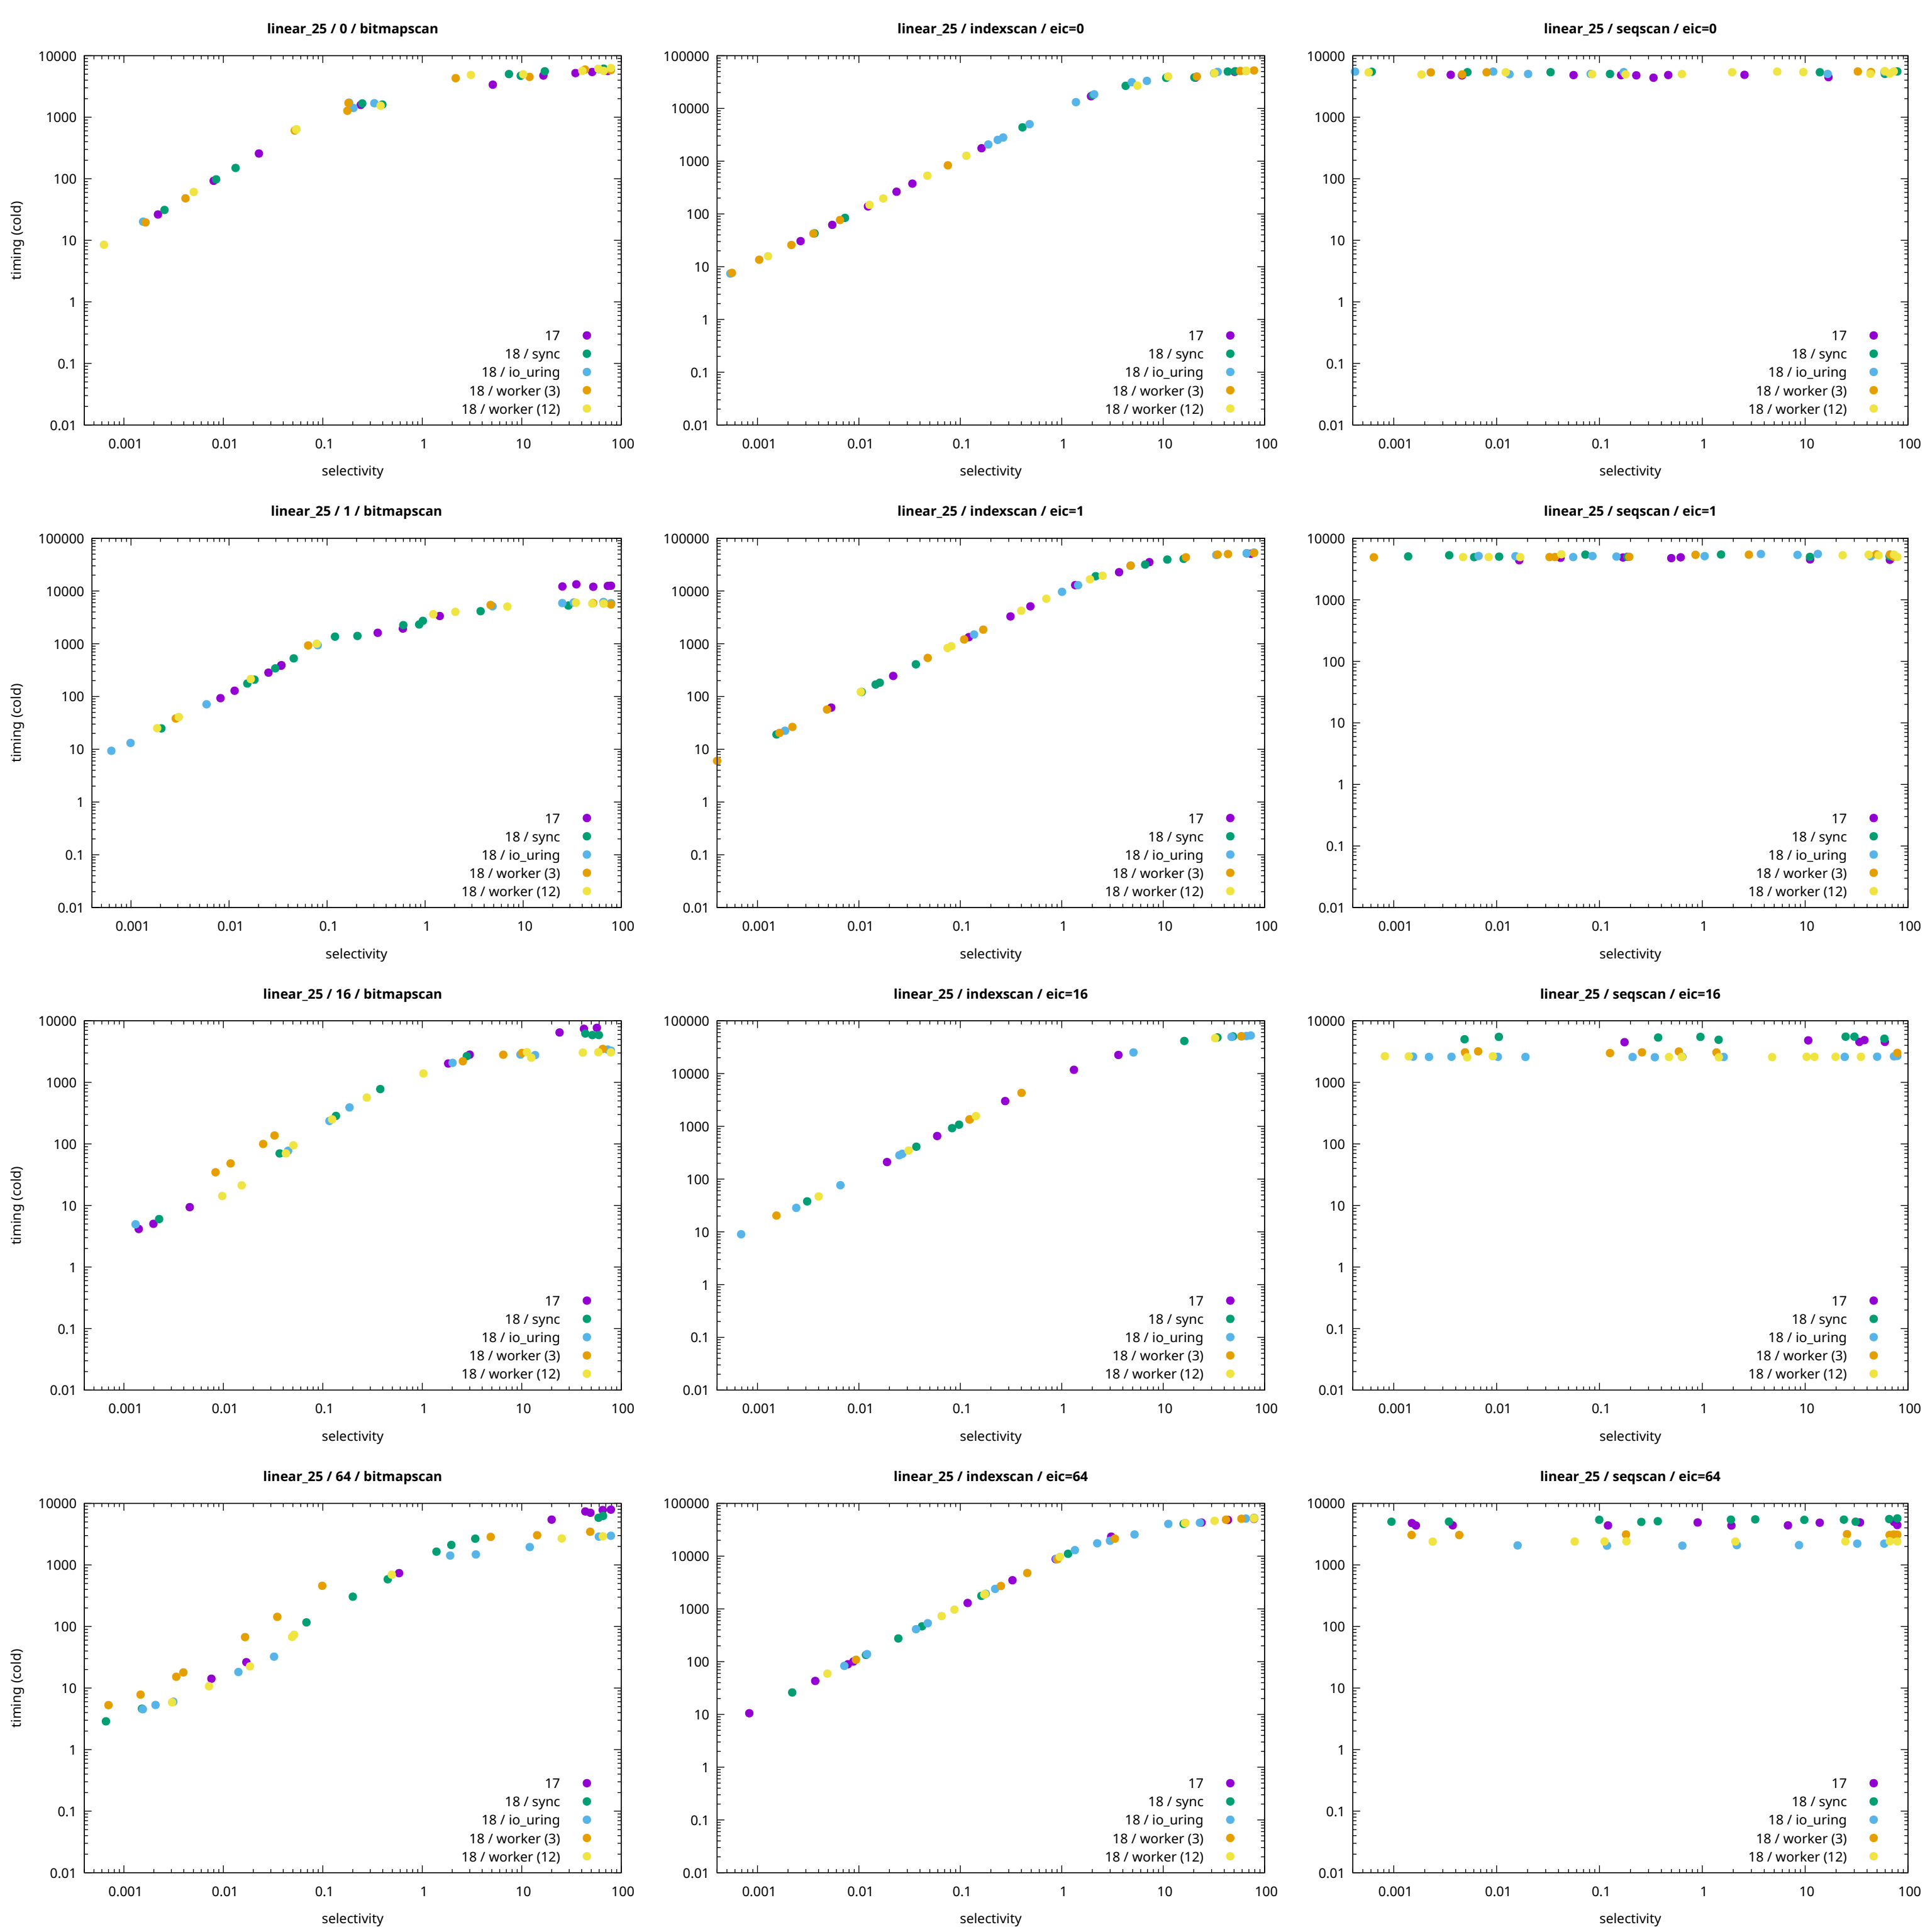 linear_25 / 0 / bitmapscan
timing (cold)
10000
1000
100
10
1
0.1
0.01
17
18 / sync
18 / io_uring
18 / worker (3)
18 / worker (12)
0.001 0.01 0.1 1 10 100
selectivity
linear_25 / indexscan / eic=0
100000
10000
1000
100
10
1
0.1
0.01
17
18 / sync
18 / io_uring
18 / worker (3)
18 / worker (12)
0.001 0.01 0.1 1 10 100
selectivity
linear_25 / seqscan / eic=0
10000
1000
100
10
1
0.1
0.01
17
18 / sync
18 / io_uring
18 / worker (3)
18 / worker (12)
0.001 0.01 0.1 1 10 100
selectivity
linear_25 / 1 / bitmapscan
timing (cold)
100000
10000
1000
100
10
1
0.1
0.01
17
18 / sync
18 / io_uring
18 / worker (3)
18 / worker (12)
0.001 0.01 0.1 1 10 100
selectivity
linear_25 / indexscan / eic=1
100000
10000
1000
100
10
1
0.1
0.01
17
18 / sync
18 / io_uring
18 / worker (3)
18 / worker (12)
0.001 0.01 0.1 1 10 100
selectivity
linear_25 / seqscan / eic=1
10000
1000
100
10
1
0.1
0.01
17
18 / sync
18 / io_uring
18 / worker (3)
18 / worker (12)
0.001 0.01 0.1 1 10 100
selectivity
linear_25 / 16 / bitmapscan
timing (cold)
10000
1000
100
10
1
0.1
0.01
17
18 / sync
18 / io_uring
18 / worker (3)
18 / worker (12)
0.001 0.01 0.1 1 10 100
selectivity
linear_25 / indexscan / eic=16
100000
10000
1000
100
10
1
0.1
0.01
17
18 / sync
18 / io_uring
18 / worker (3)
18 / worker (12)
0.001 0.01 0.1 1 10 100
selectivity
linear_25 / seqscan / eic=16
10000
1000
100
10
1
0.1
0.01
17
18 / sync
18 / io_uring
18 / worker (3)
18 / worker (12)
0.001 0.01 0.1 1 10 100
selectivity
linear_25 / 64 / bitmapscan
timing (cold)
10000
1000
100
10
1
0.1
0.01
17
18 / sync
18 / io_uring
18 / worker (3)
18 / worker (12)
0.001 0.01 0.1 1 10 100
selectivity
linear_25 / indexscan / eic=64
100000
10000
1000
100
10
1
0.1
0.01
17
18 / sync
18 / io_uring
18 / worker (3)
18 / worker (12)
0.001 0.01 0.1 1 10 100
selectivity
linear_25 / seqscan / eic=64
10000
1000
100
10
1
0.1
0.01
17
18 / sync
18 / io_uring
18 / worker (3)
18 / worker (12)
0.001 0.01 0.1 1 10 100
selectivity